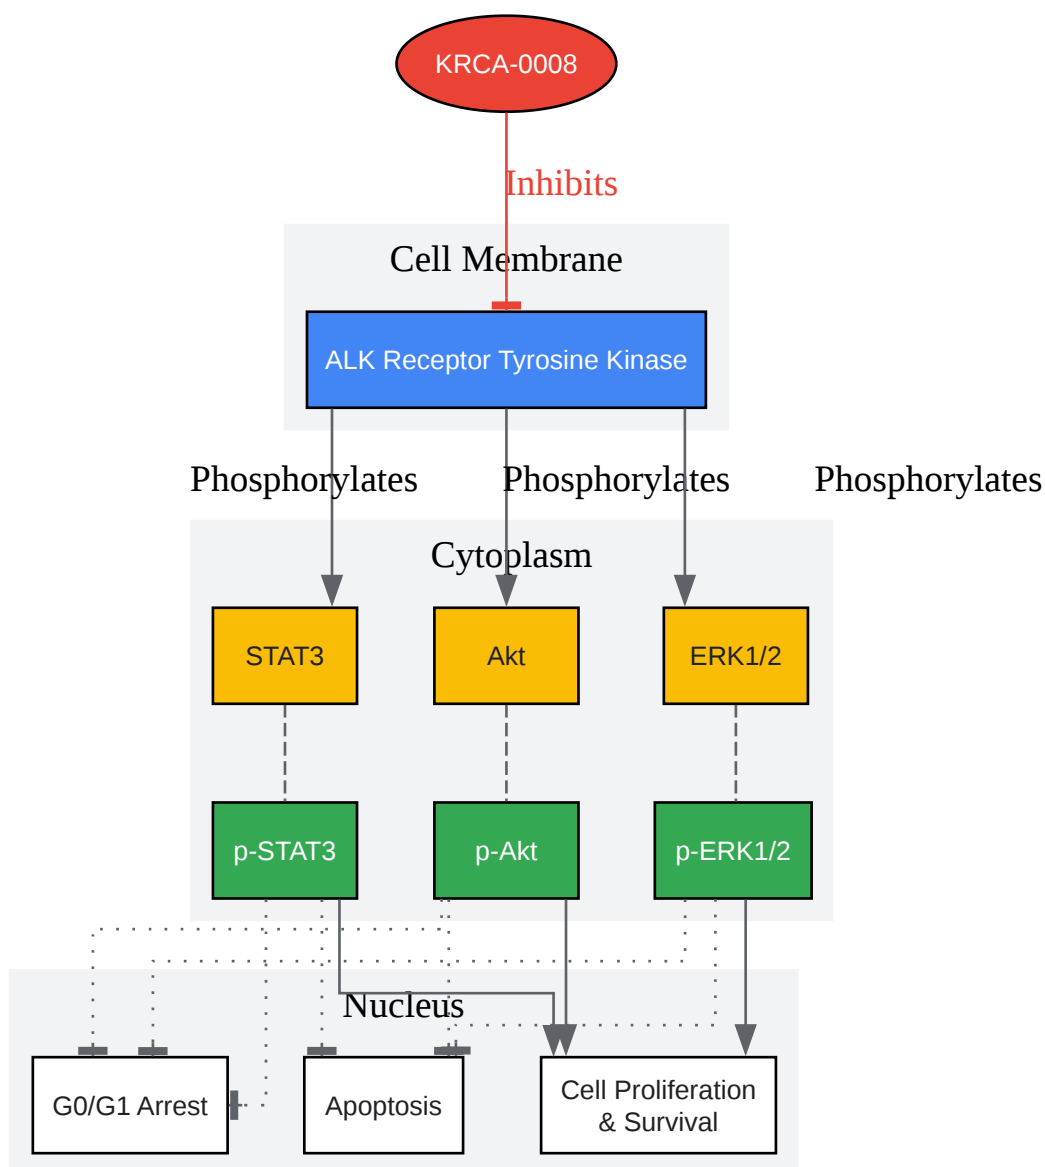 KRCA-0008
Inhibits
Cell Membrane
ALK Receptor Tyrosine Kinase
Phosphorylates
Phosphorylates
Phosphorylates
Cytoplasm
STAT3
Akt
ERK1/2
p-STAT3
p-Akt
p-ERK1/2
Nucleus
G0/G1 Arrest
Apoptosis
Cell Proliferation
& Survival